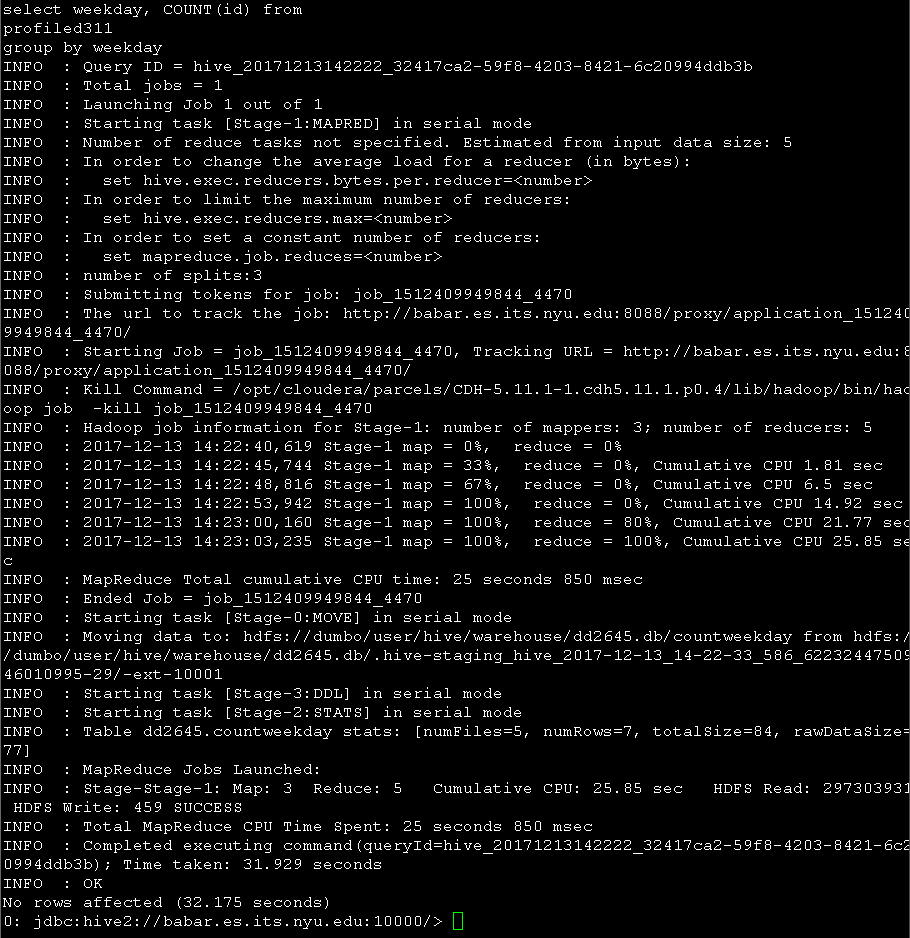 select weekday, COUNT(id) from
profiled311
group by weekday
INFO  : Query ID = hive_20171213142222_32417ca2-59f8-4203-8421-6c20994ddb3b
INFO  : Total jobs = 1
INFO  : Launching Job 1 out of 1
INFO  : Starting task [Stage-1:MAPRED] in serial mode
INFO  : Number of reduce tasks not specified. Estimated from input data size: 5
INFO  : In order to change the average load for a reducer (in bytes):
INFO  :   set hive.exec.reducers.bytes.per.reducer=<number>
INFO  : In order to limit the maximum number of reducers:
INFO  :   set hive.exec.reducers.max=<number>
INFO  : In order to set a constant number of reducers:
INFO  :   set mapreduce.job.reduces=<number>
INFO  : number of splits:3
INFO  : Submitting tokens for job: job_1512409949844_4470
INFO  : The url to track the job: http://babar.es.its.nyu.edu:8088/proxy/application_151240
9949844_4470/
INFO  : Starting Job = job_1512409949844_4470, Tracking URL = http://babar.es.its.nyu.edu:8
088/proxy/application_1512409949844_4470/
INFO  : Kill Command = /opt/cloudera/parcels/CDH-5.11.1-1.cdh5.11.1.p0.4/lib/hadoop/bin/had
oop job  -kill job_1512409949844_4470
INFO  : Hadoop job information for Stage-1: number of mappers: 3; number of reducers: 5
INFO  : 2017-12-13 14:22:40,619 Stage-1 map = 0%,  reduce = 0%
INFO  : 2017-12-13 14:22:45,744 Stage-1 map = 33%,  reduce = 0%, Cumulative CPU 1.81 sec
INFO  : 2017-12-13 14:22:48,816 Stage-1 map = 67%,  reduce = 0%, Cumulative CPU 6.5 sec
INFO  : 2017-12-13 14:22:53,942 Stage-1 map = 100%,  reduce = 0%, Cumulative CPU 14.92 sec
INFO  : 2017-12-13 14:23:00,160 Stage-1 map = 100%,  reduce = 80%, Cumulative CPU 21.77 sec
INFO  : 2017-12-13 14:23:03,235 Stage-1 map = 100%,  reduce = 100%, Cumulative CPU 25.85 se
c
INFO  : MapReduce Total cumulative CPU time: 25 seconds 850 msec
INFO  : Ended Job = job_1512409949844_4470
INFO  : Starting task [Stage-0:MOVE] in serial mode
INFO  : Moving data to: hdfs://dumbo/user/hive/warehouse/dd2645.db/countweekday from hdfs:/
/dumbo/user/hive/warehouse/dd2645.db/.hive-staging_hive_2017-12-13_14-22-33_586_62232447509
46010995-29/-ext-10001
INFO  : Starting task [Stage-3:DDL] in serial mode
INFO  : Starting task [Stage-2:STATS] in serial mode
INFO  : Table dd2645.countweekday stats: [numFiles=5, numRows=7, totalSize=84, rawDataSize=
77]
INFO  : MapReduce Jobs Launched:
INFO  : Stage-Stage-1: Map: 3  Reduce: 5   Cumulative CPU: 25.85 sec   HDFS Read: 297303931
 HDFS Write: 459 SUCCESS
INFO  : Total MapReduce CPU Time Spent: 25 seconds 850 msec
INFO  : Completed executing command(queryId=hive_20171213142222_32417ca2-59f8-4203-8421-6c2
0994ddb3b); Time taken: 31.929 seconds
INFO  : OK
No rows affected (32.175 seconds)
0: jdbc:hive2://babar.es.its.nyu.edu:10000/>